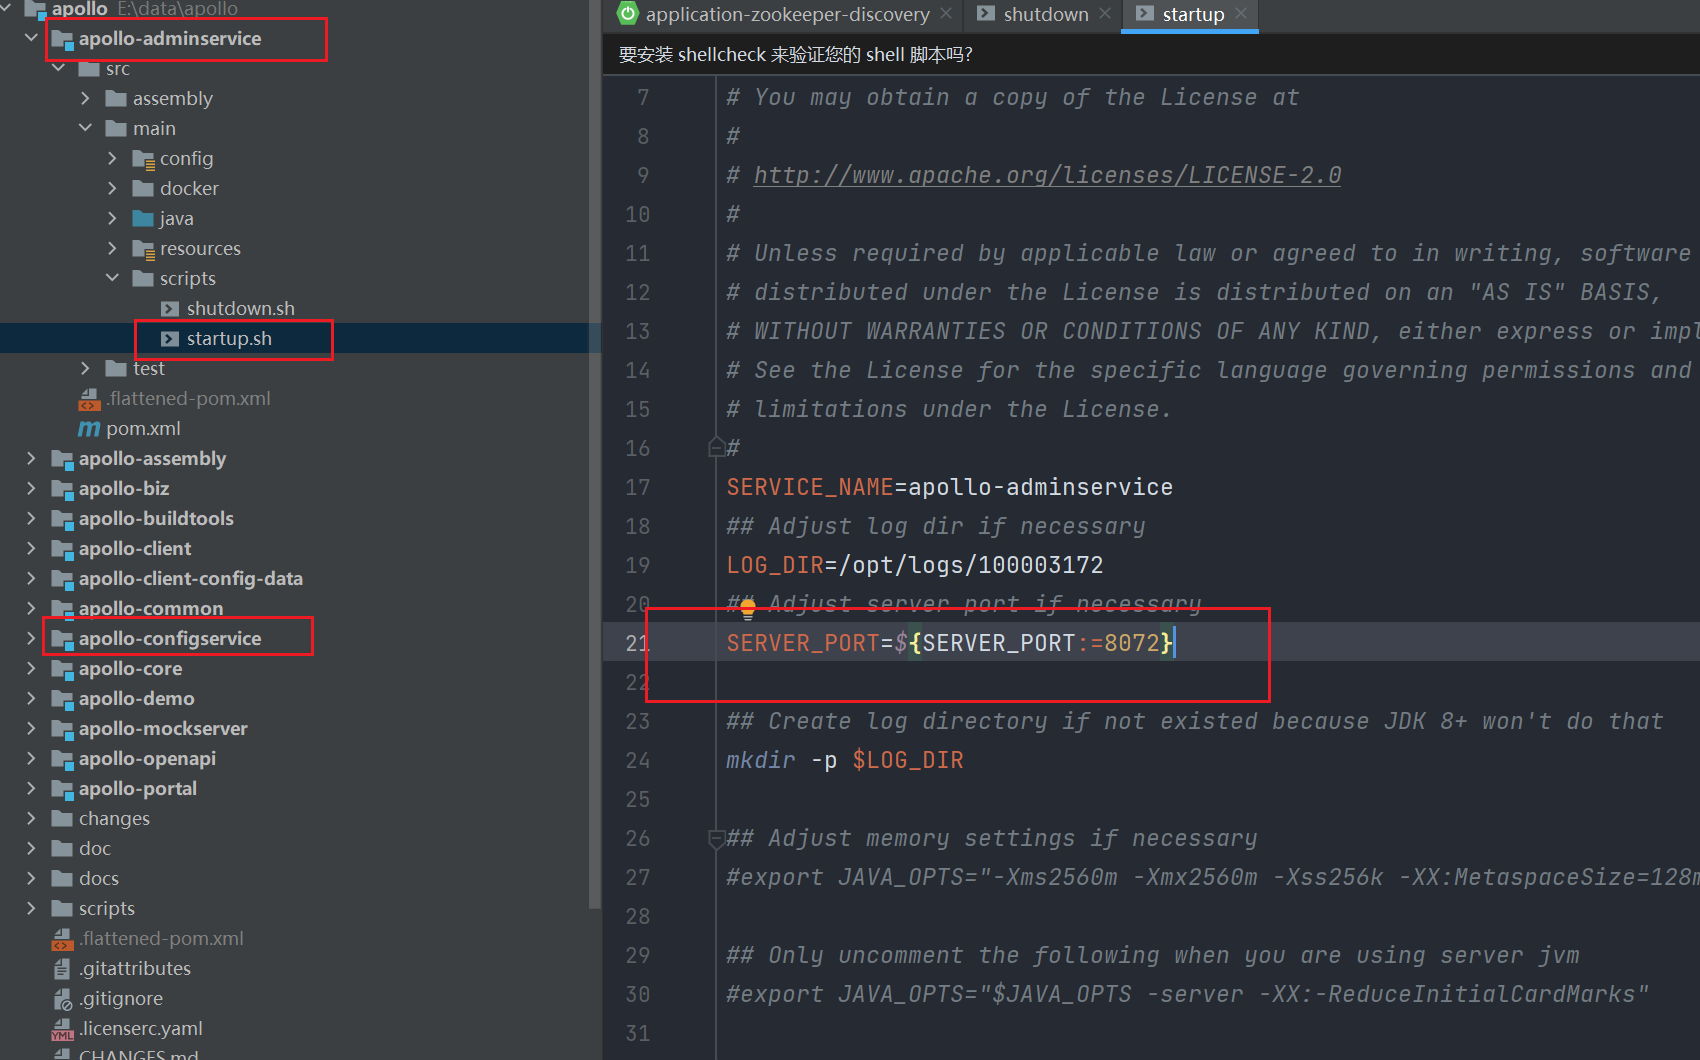 apollo E:\data\apollo
apollo-adminservice
src
assembly
main
config
docker
java
resources
scripts
shutdown.sh
startup.sh
test
.flattened-pom.xml
pom.xml
apollo-assembly
apollo-biz
apollo-buildtools
apollo-client
apollo-client-config-data
apollo-common
apollo-configservice
apollo-core
apollo-demo
apollo-mockserver
apollo-openapi
apollo-portal
changes
doc
docs
scripts
.flattened-pom.xml
.gitattributes
.gitignore
.licenserc.yaml
CHANGES.md
application-zookeeper-discovery
shutdown
startup
要安装 shellcheck 来验证您的 shell 脚本吗?
7 # You may obtain a copy of the License at
8 #
9 # http://www.apache.org/licenses/LICENSE-2.0
10 #
11 # Unless required by applicable law or agreed to in writing, software
12 # distributed under the License is distributed on an "AS IS" BASIS,
13 # WITHOUT WARRANTIES OR CONDITIONS OF ANY KIND, either express or impl
14 # See the License for the specific language governing permissions and
15 # limitations under the License.
16 #
17 SERVICE_NAME=apollo-adminservice
18 ## Adjust log dir if necessary
19 LOG_DIR=/opt/logs/100003172
20 ## Adjust server port if necessary
21 SERVER_PORT=${SERVER_PORT:=8072}
22
23 ## Create log directory if not existed because JDK 8+ won't do that
24 mkdir -p $LOG_DIR
25
26 ## Adjust memory settings if necessary
27 #export JAVA_OPTS="-Xms2560m -Xmx2560m -Xss256k -XX:MetaspaceSize=128m
28
29 ## Only uncomment the following when you are using server jvm
30 #export JAVA_OPTS="$JAVA_OPTS -server -XX:-ReduceInitialCardMarks"
31